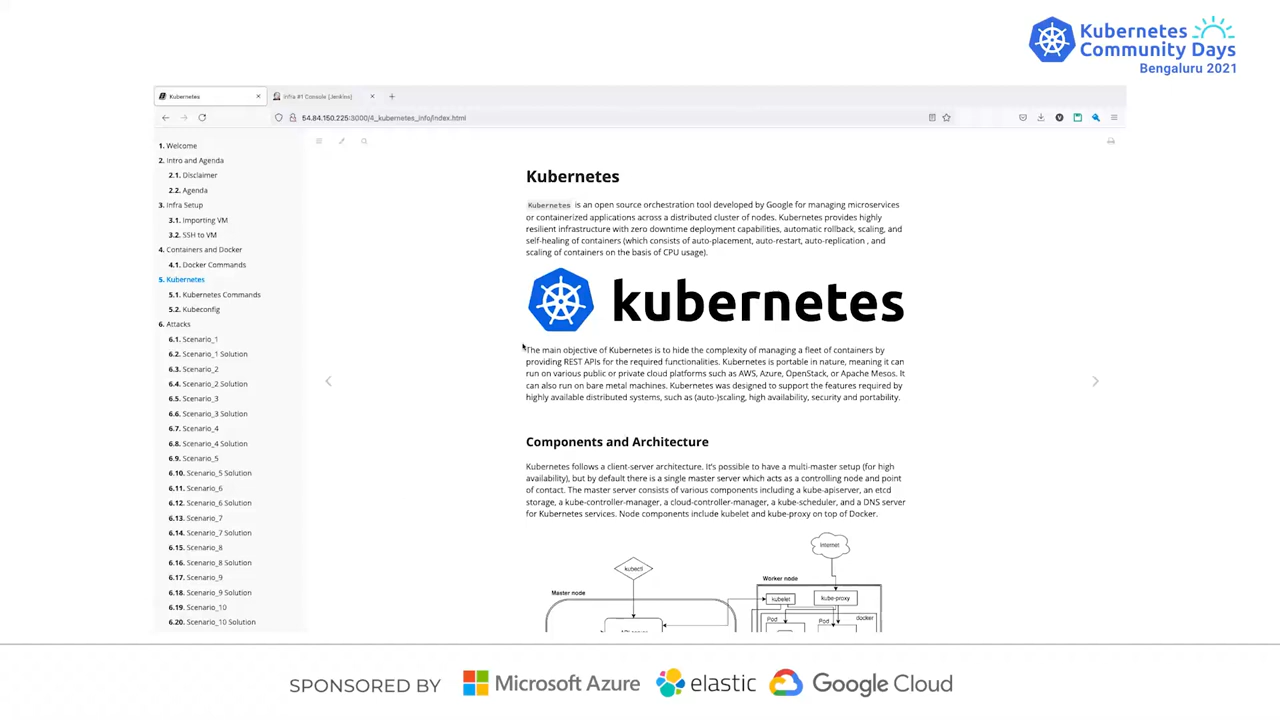 Kubernetes
Community Days
Bengaluru 2021
Kubernetes
Infra #1 Console [Jenkins]
54.84.150.225:3000/4_kubernetes_info/index.html
1. Welcome
2. Intro and Agenda
2.1. Disclaimer
2.2. Agenda
3. Infra Setup
3.1. Importing VM
3.2. SSH to VM
4. Containers and Docker
4.1. Docker Commands
5. Kubernetes
5.1. Kubernetes Commands
5.2. Kubeconfig
6. Attacks
6.1. Scenario_1
6.2. Scenario_1 Solution
6.3. Scenario_2
6.4. Scenario_2 Solution
6.5. Scenario_3
6.6. Scenario_3 Solution
6.7. Scenario_4
6.8. Scenario_4 Solution
6.9. Scenario_5
6.10. Scenario_5 Solution
6.11. Scenario_6
6.12. Scenario_6 Solution
6.13. Scenario_7
6.14. Scenario_7 Solution
6.15. Scenario_8
6.16. Scenario_8 Solution
6.17. Scenario_9
6.18. Scenario_9 Solution
6.19. Scenario_10
6.20. Scenario_10 Solution
Kubernetes
Kubernetes is an open source orchestration tool developed by Google for managing microservices
or containerized applications across a distributed cluster of nodes. Kubernetes provides highly
resilient infrastructure with zero downtime deployment capabilities, automatic rollback, scaling, and
self-healing of containers (which consists of auto-placement, auto-restart, auto-replication , and
scaling of containers on the basis of CPU usage).
kubernetes
The main objective of Kubernetes is to hide the complexity of managing a fleet of containers by
providing REST APIs for the required functionalities. Kubernetes is portable in nature, meaning it can
run on various public or private cloud platforms such as AWS, Azure, OpenStack, or Apache Mesos. It
can also run on bare metal machines. Kubernetes was designed to support the features required by
highly available distributed systems, such as (auto-)scaling, high availability, security and portability.
Components and Architecture
Kubernetes follows a client-server architecture. It's possible to have a multi-master setup (for high
availability), but by default there is a single master server which acts as a controlling node and point
of contact. The master server consists of various components including a kube-apiserver, an etcd
storage, a kube-controller-manager, a cloud-controller-manager, a kube-scheduler, and a DNS server
for Kubernetes services. Node components include kubelet and kube-proxy on top of Docker.
Internet
kubectl
Worker node
Master node
kubelet
kube-proxy
docker
Pod
Pod
SPONSORED BY
Microsoft Azure
elastic
Google Cloud